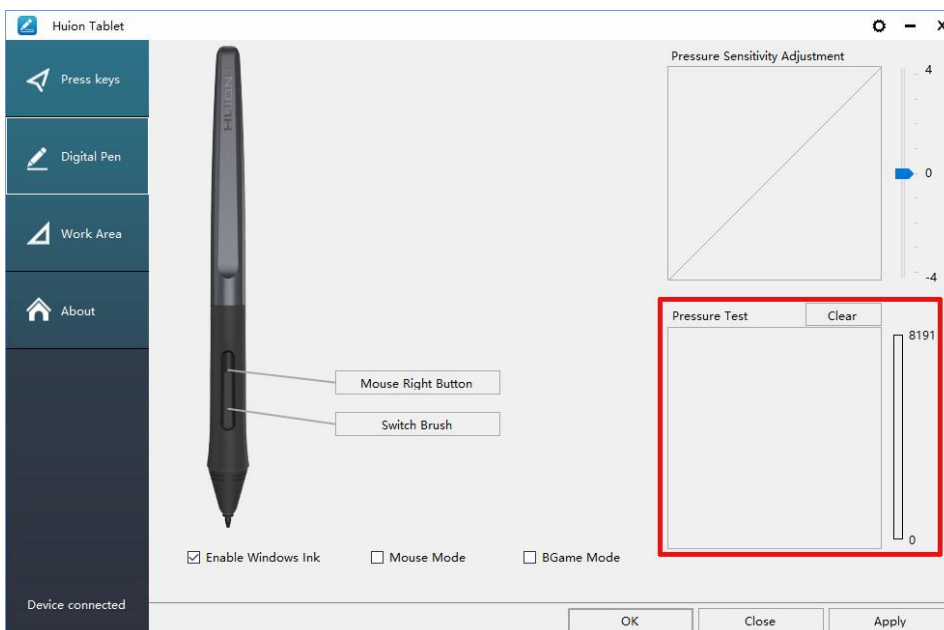 Huion Tablet
Press keys
Digital Pen
Work Area
About
Device connected
HUION
Mouse Right Button
Switch Brush
Enable Windows Ink
Mouse Mode
BGame Mode
Pressure Sensitivity Adjustment
4
0
-4
Pressure Test
Clear
8191
0
OK
Close
Apply